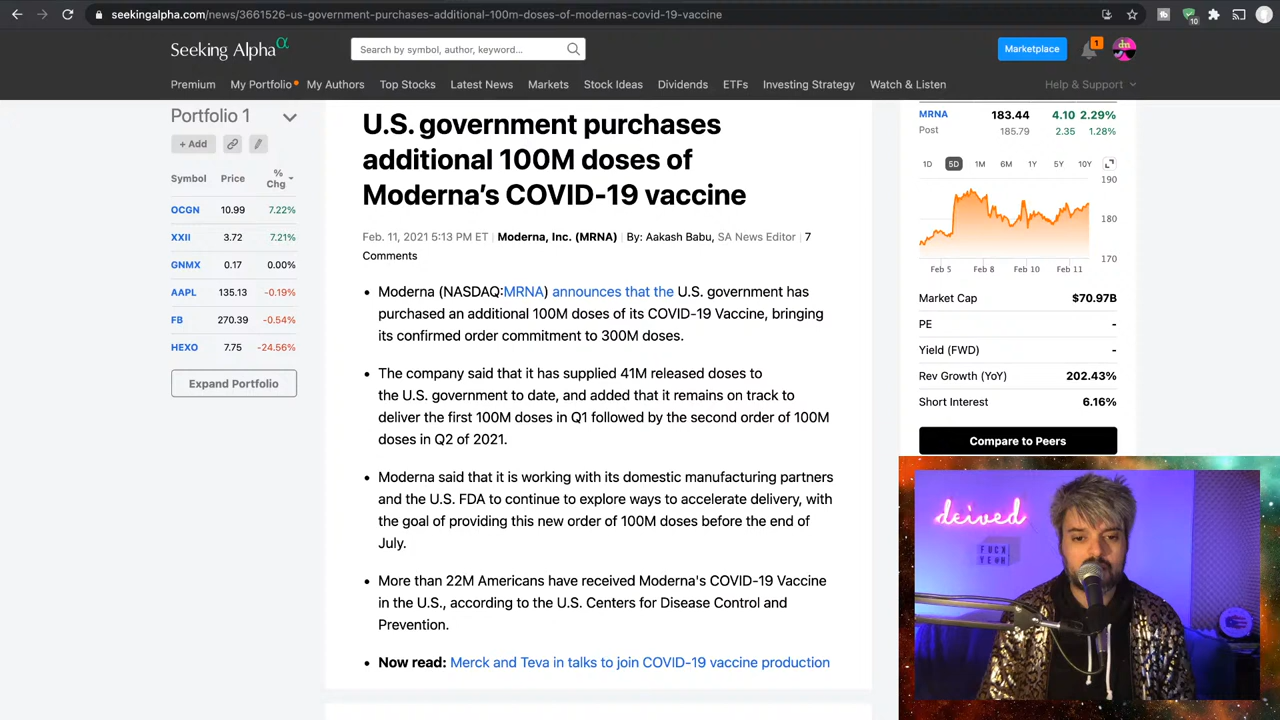 seekingalpha.com/news/3661526-us-government-purchases-additional-100m-doses-of-modernas-covid-19-vaccine
10
Seeking Alpha α
Search by symbol, author, keyword...
Marketplace
1
dm
Premium My Portfolio My Authors Top Stocks Latest News Markets Stock Ideas Dividends ETFs Investing Strategy Watch & Listen Help & Support
Portfolio 1
+ Add
Symbol Price % Chg
OCGN 10.99 7.22%
XXII 3.72 7.21%
GNMX 0.17 0.00%
AAPL 135.13 -0.19%
FB 270.39 -0.54%
HEXO 7.75 -24.56%
Expand Portfolio
U.S. government purchases
additional 100M doses of
Moderna's COVID-19 vaccine
Feb. 11, 2021 5:13 PM ET | Moderna, Inc. (MRNA) | By: Aakash Babu, SA News Editor | 7
Comments
• Moderna (NASDAQ:MRNA) announces that the U.S. government has
purchased an additional 100M doses of its COVID-19 Vaccine, bringing
its confirmed order commitment to 300M doses.
• The company said that it has supplied 41M released doses to
the U.S. government to date, and added that it remains on track to
deliver the first 100M doses in Q1 followed by the second order of 100M
doses in Q2 of 2021.
• Moderna said that it is working with its domestic manufacturing partners
and the U.S. FDA to continue to explore ways to accelerate delivery, with
the goal of providing this new order of 100M doses before the end of
July.
• More than 22M Americans have received Moderna's COVID-19 Vaccine
in the U.S., according to the U.S. Centers for Disease Control and
Prevention.
• Now read: Merck and Teva in talks to join COVID-19 vaccine production
MRNA 183.44 4.10 2.29%
Post 185.79 2.35 1.28%
1D 5D 1M 6M 1Y 5Y 10Y
190
180
170
Feb 5 Feb 8 Feb 10 Feb 11
Market Cap $70.97B
PE -
Yield (FWD) -
Rev Growth (YoY) 202.43%
Short Interest 6.16%
Compare to Peers
deived
FUCK
YEAH